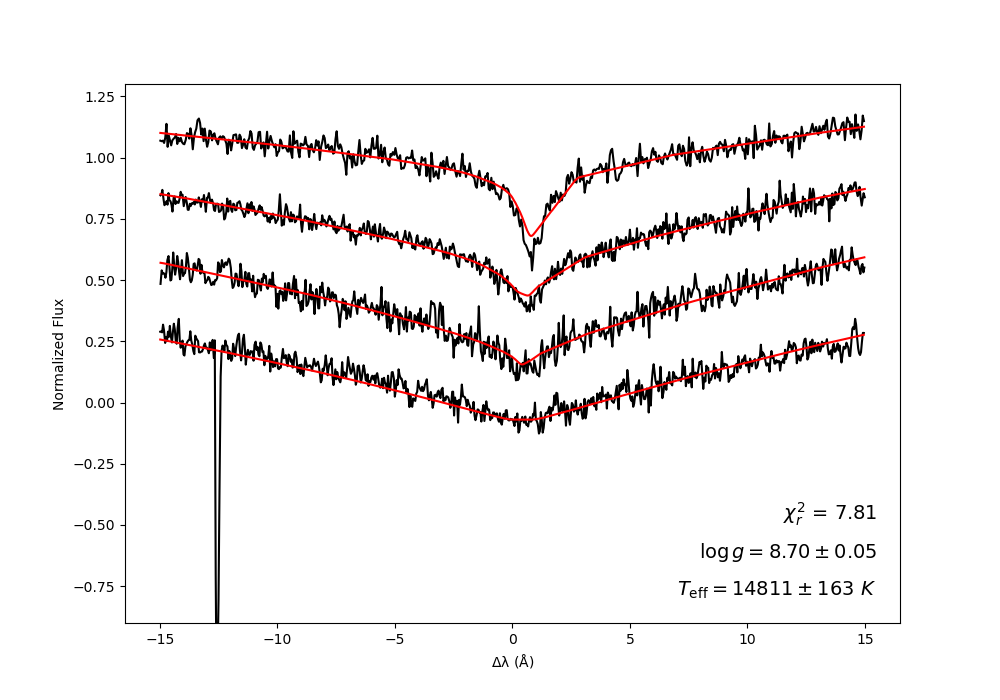 Normalized Flux
1.25
1.00
0.75
0.50
0.25
0.00
−0.25
−0.50
−0.75
χ²ᵣ = 7.81
log g = 8.70 ± 0.05
T_eff = 14811 ± 163 K
−15 −10 −5 0 5 10 15
Δλ (Å)